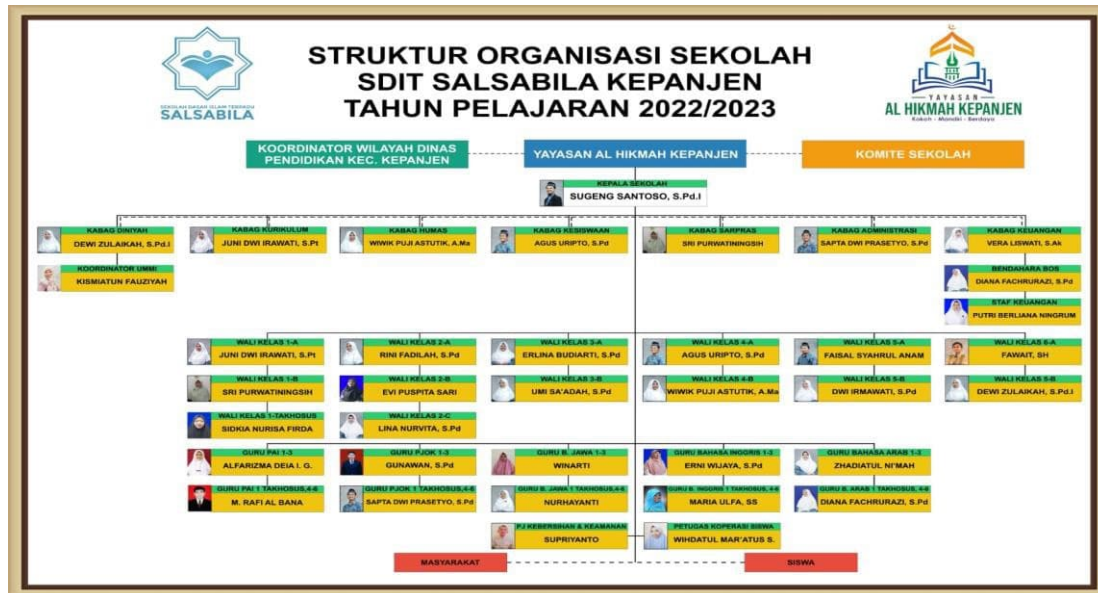 STRUKTUR ORGANISASI SEKOLAH
SDIT SALSABILA KEPANJEN
TAHUN PELAJARAN 2022/2023
SEKOLAH DASAR ISLAM TERPADU
SALSABILA
YAYASAN
AL HIKMAH KEPANJEN
Kokoh - Mandiri - Berdaya
KOORDINATOR WILAYAH DINAS
PENDIDIKAN KEC. KEPANJEN
YAYASAN AL HIKMAH KEPANJEN
KOMITE SEKOLAH
KEPALA SEKOLAH
SUGENG SANTOSO, S.Pd.I
KABAG DINIYAH
DEWI ZULAIKAH, S.Pd.I
KABAG KURIKULUM
JUNI DWI IRAWATI, S.Pt
KABAG HUMAS
WIWIK PUJI ASTUTIK, A.Ma
KABAG KESISWAAN
AGUS URIPTO, S.Pd
KABAG SARPRAS
SRI PURWATININGSIH
KABAG ADMINISTRASI
SAPTA DWI PRASETYO, S.Pd
KABAG KEUANGAN
VERA LISWATI, S.Ak
KOORDINATOR UMMI
KISMIATUN FAUZIYAH
BENDAHARA BOS
DIANA FACHRURAZI, S.Pd
STAF KEUANGAN
PUTRI BERLIANA NINGRUM
WALI KELAS 1-A
JUNI DWI IRAWATI, S.Pt
WALI KELAS 2-A
RINI FADILAH, S.Pd
WALI KELAS 3-A
ERLINA BUDIARTI, S.Pd
WALI KELAS 4-A
AGUS URIPTO, S.Pd
WALI KELAS 5-A
FAISAL SYAHRUL ANAM
WALI KELAS 6-A
FAWAIT, SH
WALI KELAS 1-B
SRI PURWATININGSIH
WALI KELAS 2-B
EVI PUSPITA SARI
WALI KELAS 3-B
UMI SA'ADAH, S.Pd
WALI KELAS 4-B
WIWIK PUJI ASTUTIK, A.Ma
WALI KELAS 5-B
DWI IRMAWATI, S.Pd
WALI KELAS
DEWI ZULAIKAH, S.Pd.I
WALI KELAS 1-TAKHOSUS
SIDKIA NURISA FIRDA
WALI KELAS 2-C
LINA NURVITA, S.Pd
GURU PAI 1-3
ALFARIZMA DEIA I. G.
GURU PJOK 1-3
GUNAWAN, S.Pd
GURU B. JAWA 1-3
WINARTI
GURU BAHASA INGGRIS 1-3
ERNI WIJAYA, S.Pd
GURU BAHASA ARAB 1-3
ZHADIATUL NI'MAH
GURU PAI 1 TAKHOSUS,4-6
M. RAFI AL BANA
GURU PJOK 1 TAKHOSUS,4-6
SAPTA DWI PRASETYO, S.Pd
GURU B. JAWA 1 TAKHOSUS,4-6
NURHAYANTI
GURU B. INGGRIS 1 TAKHOSUS, 4-6
MARIA ULFA, SS
GURU B. ARAB 1 TAKHOSUS, 4-6
DIANA FACHRURAZI, S.Pd
PJ KEBERSIHAN & KEAMANAN
SUPRIYANTO
PETUGAS KOPERASI SISWA
WIHDATUL MAR'ATUS S.
MASYARAKAT
SISWA